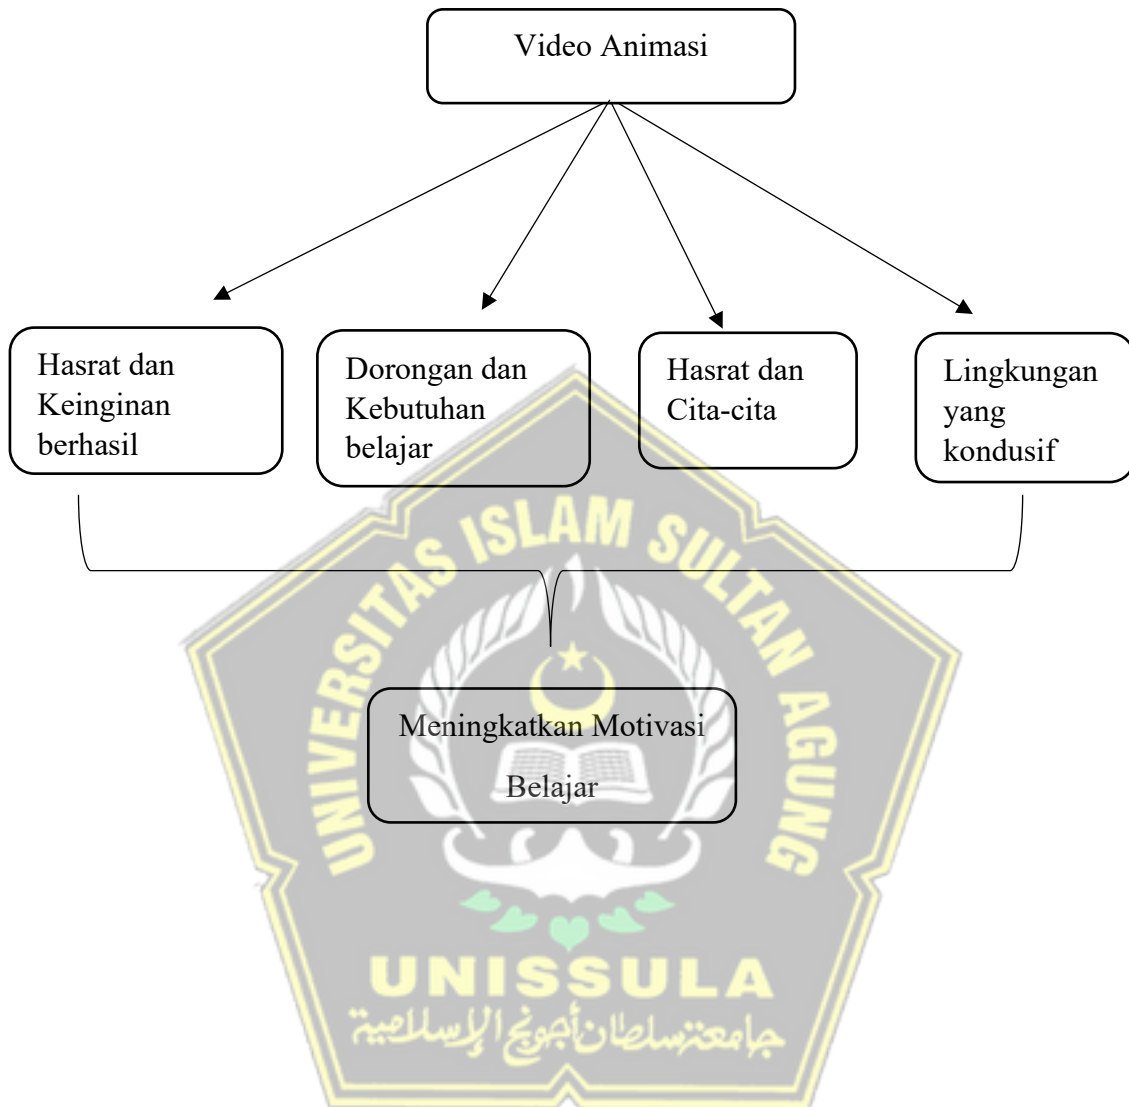 Video Animasi
Hasrat dan
Keinginan
berhasil
Dorongan dan
Kebutuhan
belajar
Hasrat dan
Cita-cita
Lingkungan
yang
kondusif
UNIVERSITAS ISLAM SULTAN AGUNG
Meningkatkan Motivasi
Belajar
UNISSULA
جامعة سلطان أجونج الإسلامية